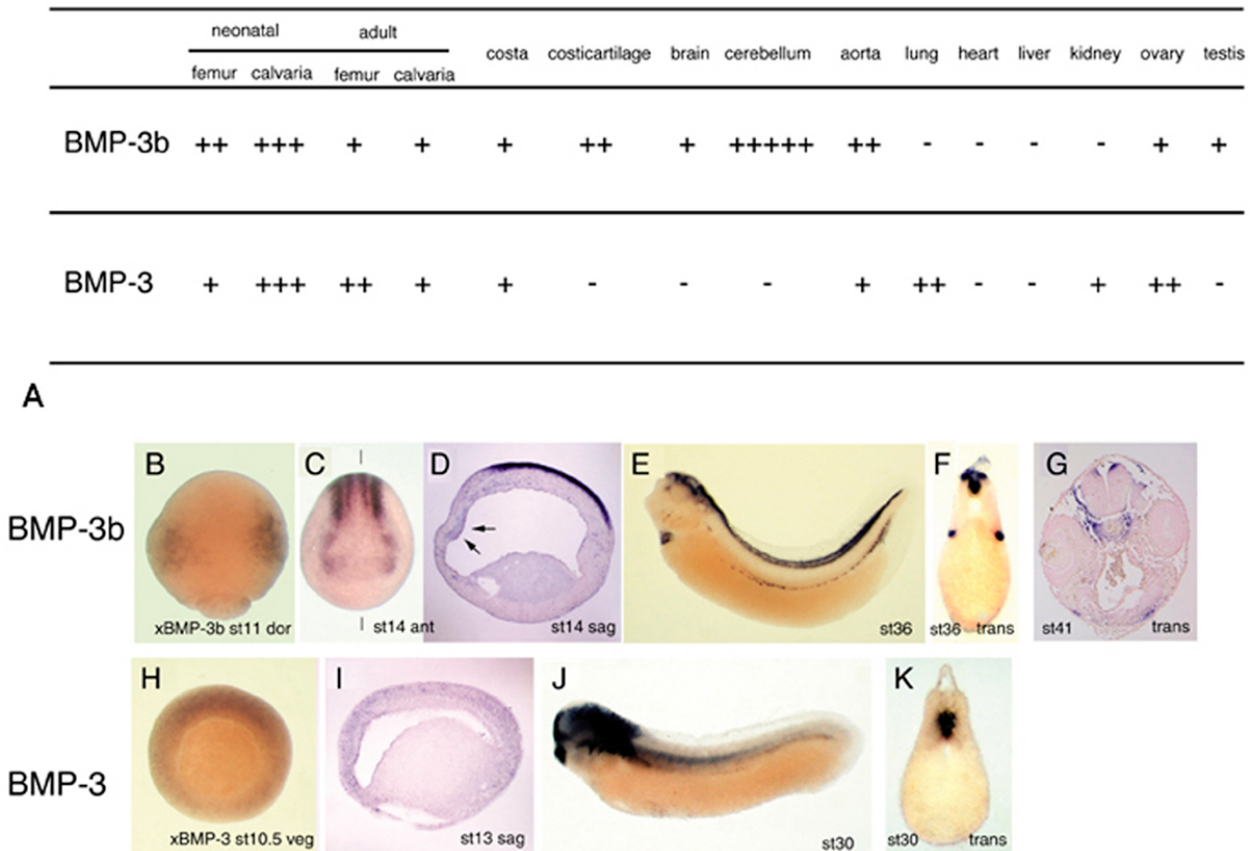 neonatal adult
costa costicartilage brain cerebellum aorta lung heart liver kidney ovary testis
femur calvaria femur calvaria
BMP-3b ++ +++ + + + ++ + +++++ ++ - - - - + +
BMP-3 + +++ ++ + + - - - + ++ - - + ++ -
A
B C D E F G
BMP-3b
xBMP-3b st11 dor st14 ant st14 sag st36 st36 trans st41 trans
H I J K
BMP-3
xBMP-3 st10.5 veg st13 sag st30 st30 trans